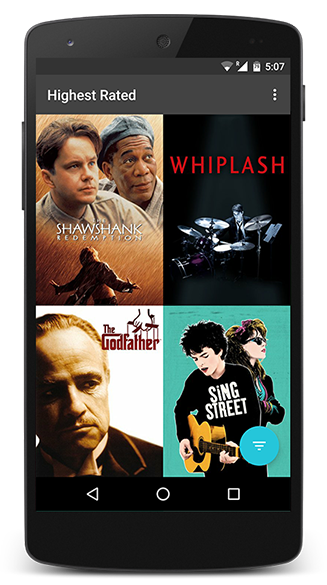 R
5:07
Highest Rated
THE
SHAWSHANK
REDEMPTION
WHIPLASH
The
Godfather
SiNG
STREET